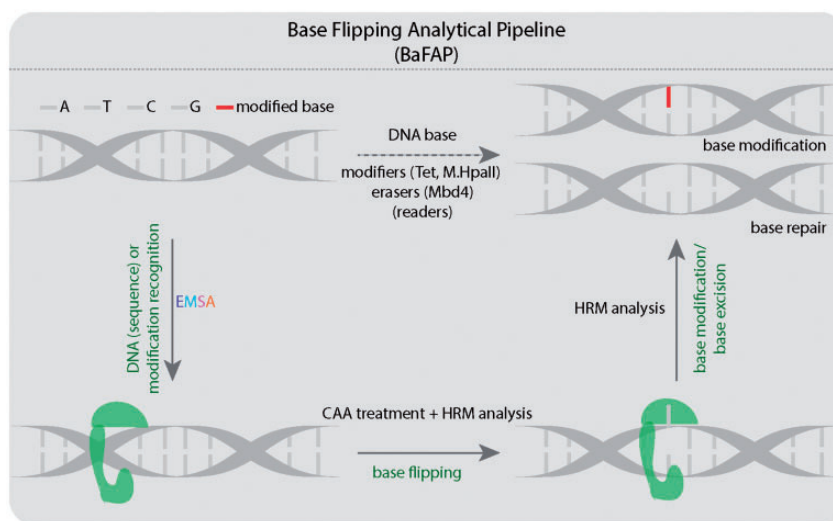 Base Flipping Analytical Pipeline
(BaFAP)
A T C G modified base
DNA base
modifiers (Tet, M.HpaII)
erasers (Mbd4)
(readers)
base modification
base repair
DNA (sequence) or
modification recognition
EMSA
HRM analysis
base modification/
base excision
CAA treatment + HRM analysis
base flipping